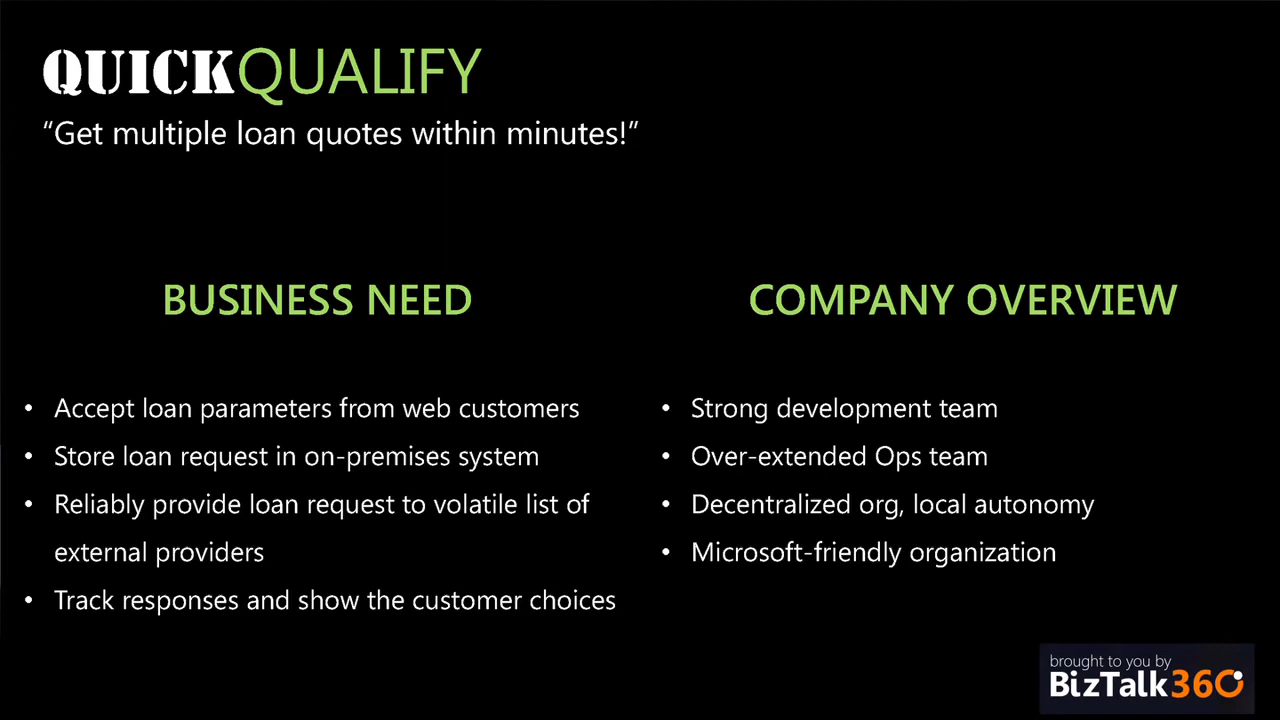 QUICKQUALIFY
“Get multiple loan quotes within minutes!”
BUSINESS NEED
• Accept loan parameters from web customers
• Store loan request in on-premises system
• Reliably provide loan request to volatile list of
external providers
• Track responses and show the customer choices
COMPANY OVERVIEW
• Strong development team
• Over-extended Ops team
• Decentralized org, local autonomy
• Microsoft-friendly organization
brought to you by
BizTalk360